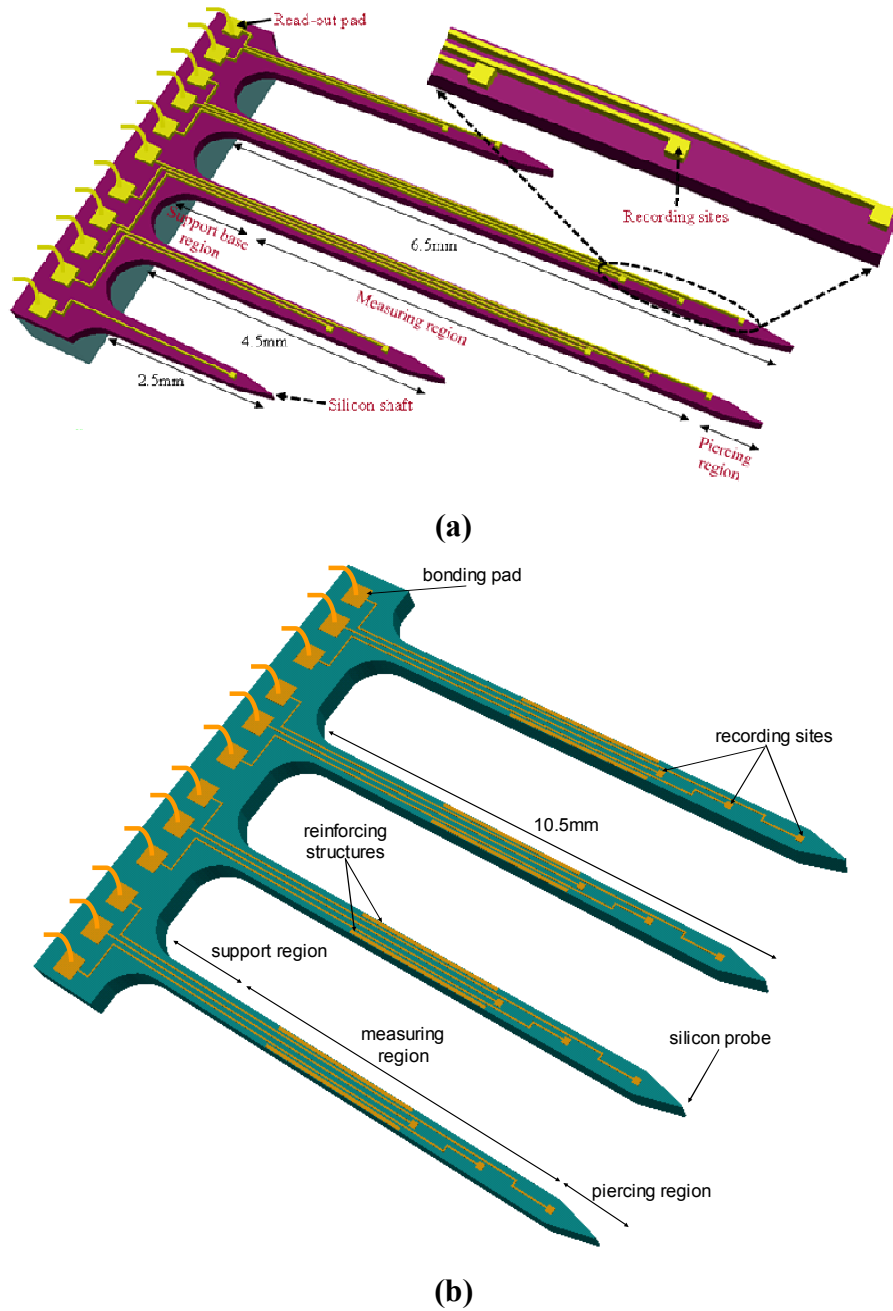 Read-out pad
Recording sites
6.5mm
Support base
region
Measuring region
4.5mm
2.5mm
Silicon shaft
Piercing
region
(a)
bonding pad
recording sites
10.5mm
reinforcing
structures
support region
measuring
region
silicon probe
piercing region
(b)